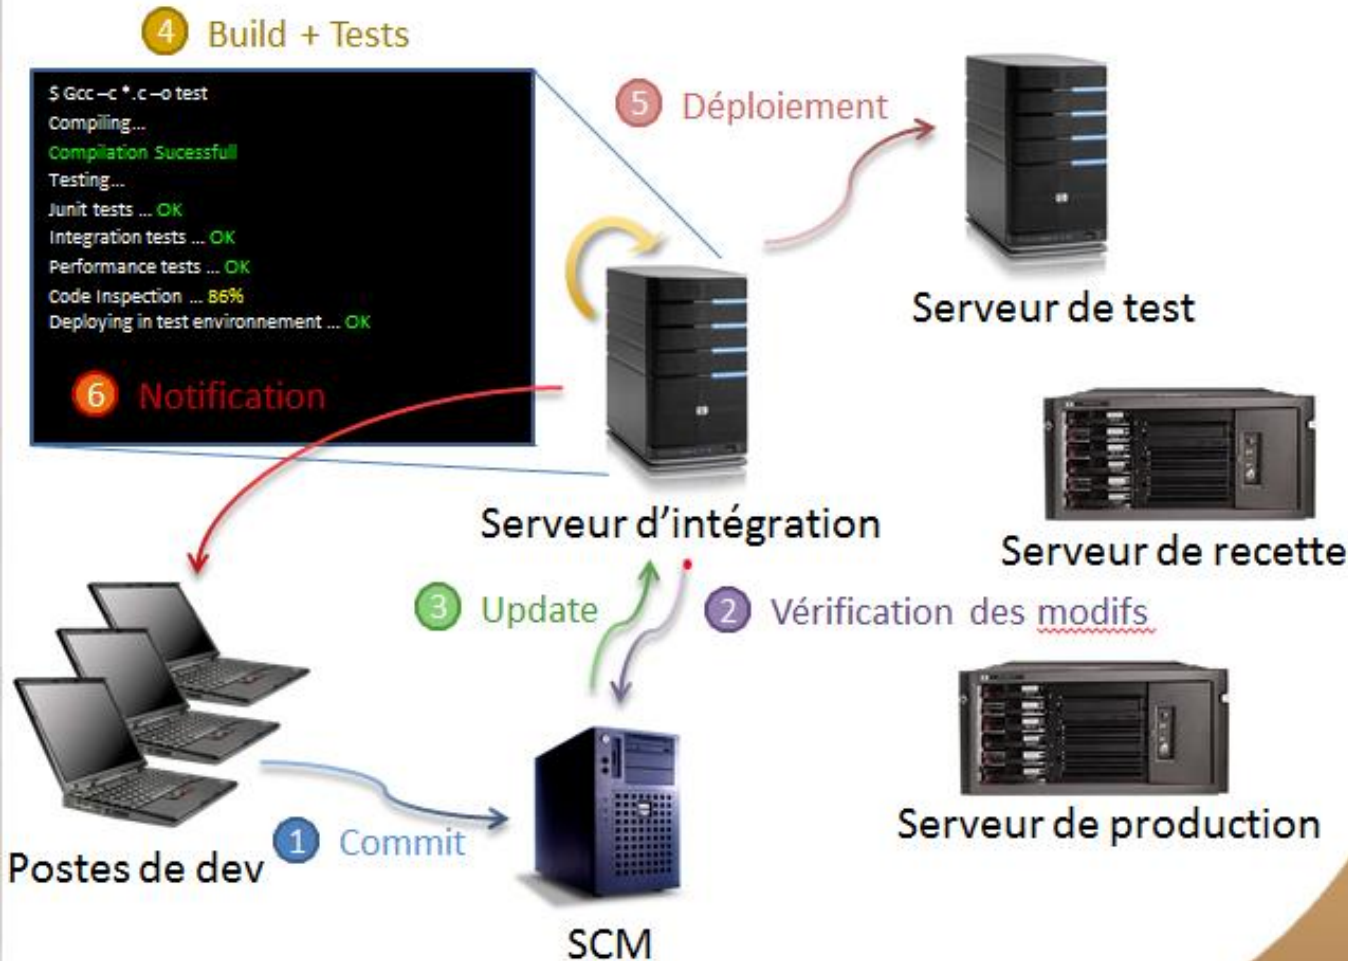 4 Build + Tests
$ Gcc –c *.c –o test
Compiling...
Compilation Sucessfull
Testing...
Junit tests ... OK
Integration tests ... OK
Performance tests ... OK
Code Inspection ... 86%
Deploying in test environnement ... OK
6 Notification
5 Déploiement
Serveur de test
Serveur d’intégration
Serveur de recette
3 Update
2 Vérification des modifs
Serveur de production
1 Commit
Postes de dev
SCM